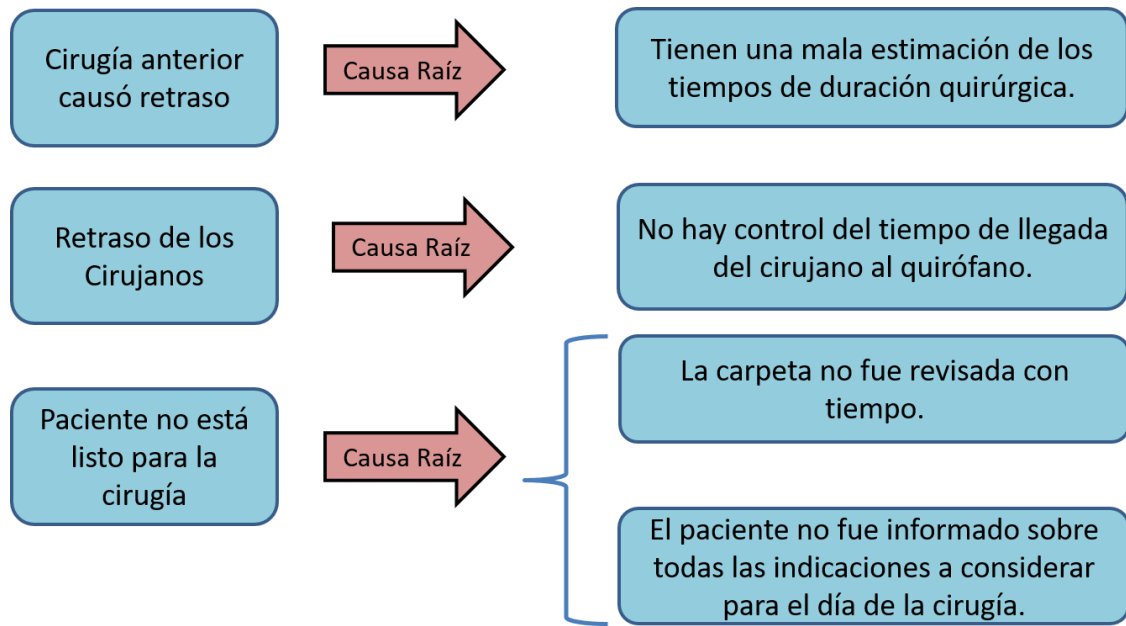 Cirugía anterior
causó retraso
Causa Raíz
Tienen una mala estimación de los
tiempos de duración quirúrgica.
Retraso de los
Cirujanos
Causa Raíz
No hay control del tiempo de llegada
del cirujano al quirófano.
Paciente no está
listo para la
cirugía
Causa Raíz
La carpeta no fue revisada con
tiempo.
El paciente no fue informado sobre
todas las indicaciones a considerar
para el día de la cirugía.